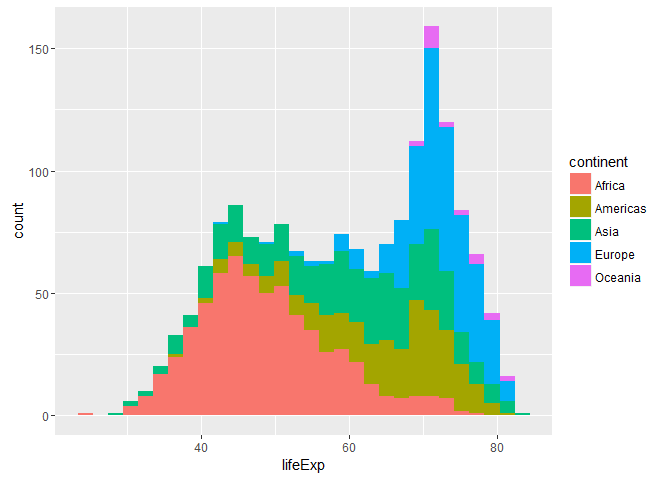 150
100
50
0
count
40 60 80
lifeExp
continent
Africa
Americas
Asia
Europe
Oceania